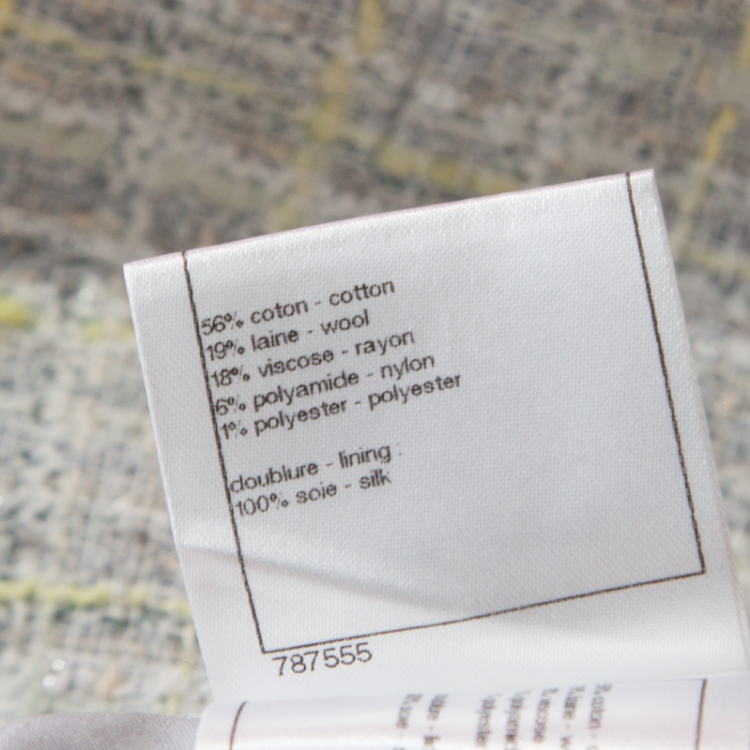 56% coton - cotton
19% laine - wool
18% viscose - rayon
6% polyamide - nylon
1% polyester - polyester
doublure - lining :
100% soie - silk
787555